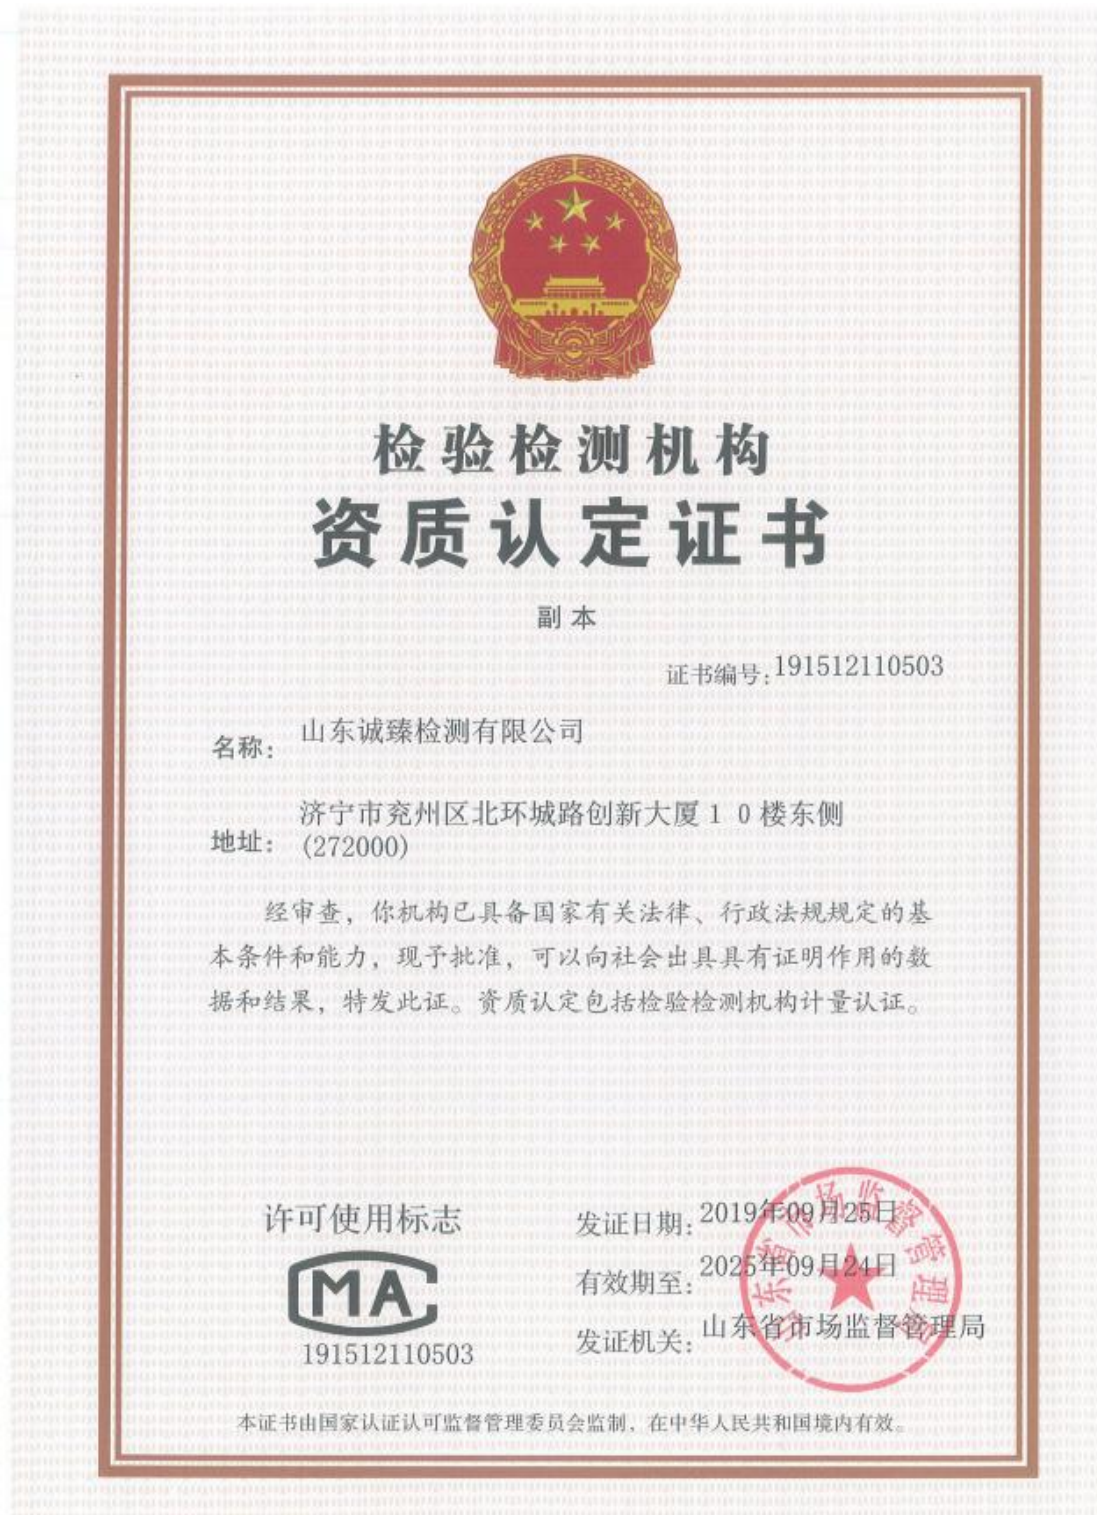 检验检测机构
资质认定证书
副本
证书编号:191512110503
名称: 山东诚臻检测有限公司
地址: 济宁市兖州区北环城路创新大厦１０楼东侧
(272000)
经审查，你机构已具备国家有关法律、行政法规规定的基
本条件和能力，现予批准，可以向社会出具具有证明作用的数
据和结果，特发此证。资质认定包括检验检测机构计量认证。
许可使用标志
MA
191512110503
发证日期:2019年09月25日
有效期至:2025年09月24日
发证机关:山东省市场监督管理局
山东省市场监督管理局
本证书由国家认证认可监督管理委员会监制，在中华人民共和国境内有效。